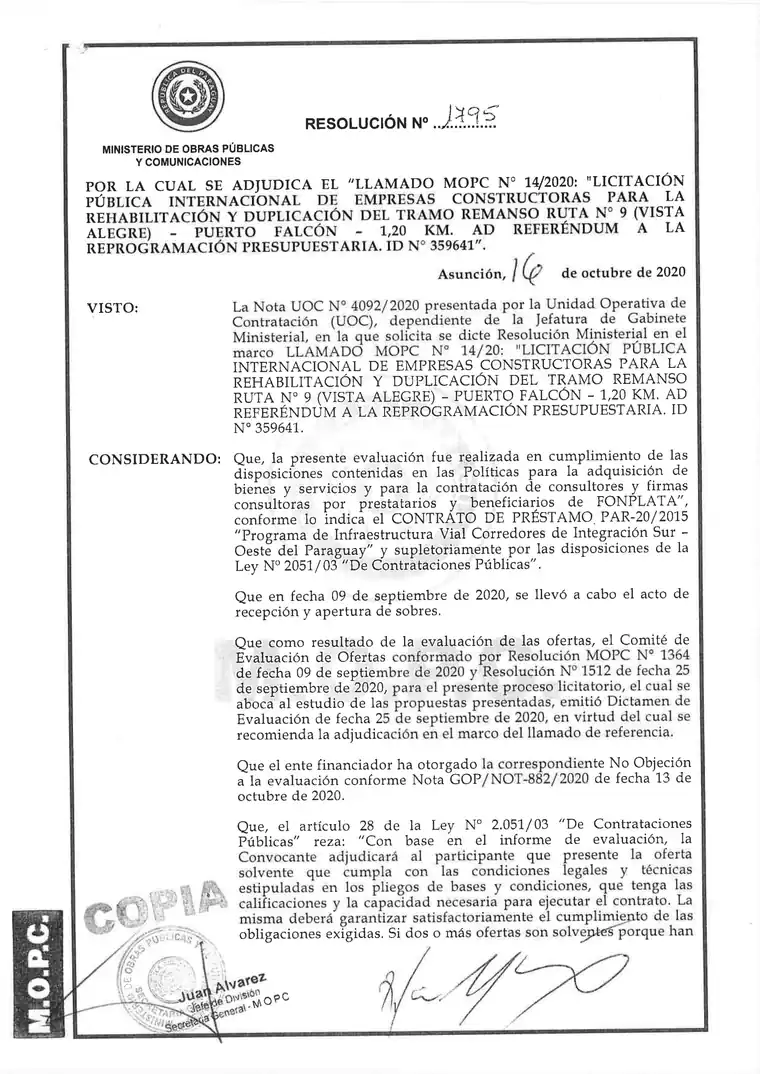 REPÚBLICA DEL PARAGUAY
RESOLUCIÓN Nº ..1795
MINISTERIO DE OBRAS PÚBLICAS
Y COMUNICACIONES
POR LA CUAL SE ADJUDICA EL "LLAMADO MOPC Nº 14/2020: "LICITACIÓN
PÚBLICA INTERNACIONAL DE EMPRESAS CONSTRUCTORAS PARA LA
REHABILITACIÓN Y DUPLICACIÓN DEL TRAMO REMANSO RUTA Nº 9 (VISTA
ALEGRE) – PUERTO FALCÓN – 1,20 KM. AD REFERÉNDUM A LA
REPROGRAMACIÓN PRESUPUESTARIA. ID Nº 359641".
Asunción, 16 de octubre de 2020
VISTO:
La Nota UOC Nº 4092/2020 presentada por la Unidad Operativa de
Contratación (UOC), dependiente de la Jefatura de Gabinete
Ministerial, en la que solicita se dicte Resolución Ministerial en el
marco LLAMADO MOPC Nº 14/20: "LICITACIÓN PÚBLICA
INTERNACIONAL DE EMPRESAS CONSTRUCTORAS PARA LA
REHABILITACIÓN Y DUPLICACIÓN DEL TRAMO REMANSO
RUTA Nº 9 (VISTA ALEGRE) – PUERTO FALCÓN – 1,20 KM. AD
REFERÉNDUM A LA REPROGRAMACIÓN PRESUPUESTARIA. ID
Nº 359641.
CONSIDERANDO:
Que, la presente evaluación fue realizada en cumplimiento de las
disposiciones contenidas en las Políticas para la adquisición de
bienes y servicios y para la contratación de consultores y firmas
consultoras por prestatarios y beneficiarios de FONPLATA",
conforme lo indica el CONTRATO DE PRÉSTAMO PAR-20/2015
"Programa de Infraestructura Vial Corredores de Integración Sur –
Oeste del Paraguay" y supletoriamente por las disposiciones de la
Ley Nº 2051/03 "De Contrataciones Públicas".
Que en fecha 09 de septiembre de 2020, se llevó a cabo el acto de
recepción y apertura de sobres.
Que como resultado de la evaluación de las ofertas, el Comité de
Evaluación de Ofertas conformado por Resolución MOPC Nº 1364
de fecha 09 de septiembre de 2020 y Resolución Nº 1512 de fecha 25
de septiembre de 2020, para el presente proceso licitatorio, el cual se
aboca al estudio de las propuestas presentadas, emitió Dictamen de
Evaluación de fecha 25 de septiembre de 2020, en virtud del cual se
recomienda la adjudicación en el marco del llamado de referencia.
Que el ente financiador ha otorgado la correspondiente No Objeción
a la evaluación conforme Nota GOP/NOT-882/2020 de fecha 13 de
octubre de 2020.
Que, el artículo 28 de la Ley Nº 2.051/03 "De Contrataciones
Públicas" reza: "Con base en el informe de evaluación, la
Convocante adjudicará al participante que presente la oferta
solvente que cumpla con las condiciones legales y técnicas
estipuladas en los pliegos de bases y condiciones, que tenga las
calificaciones y la capacidad necesaria para ejecutar el contrato. La
misma deberá garantizar satisfactoriamente el cumplimiento de las
obligaciones exigidas. Si dos o más ofertas son solventes porque han
COPIA
M.O.P.C.
Juan Alvarez
Jefe de División
Secretaría General - M O P C